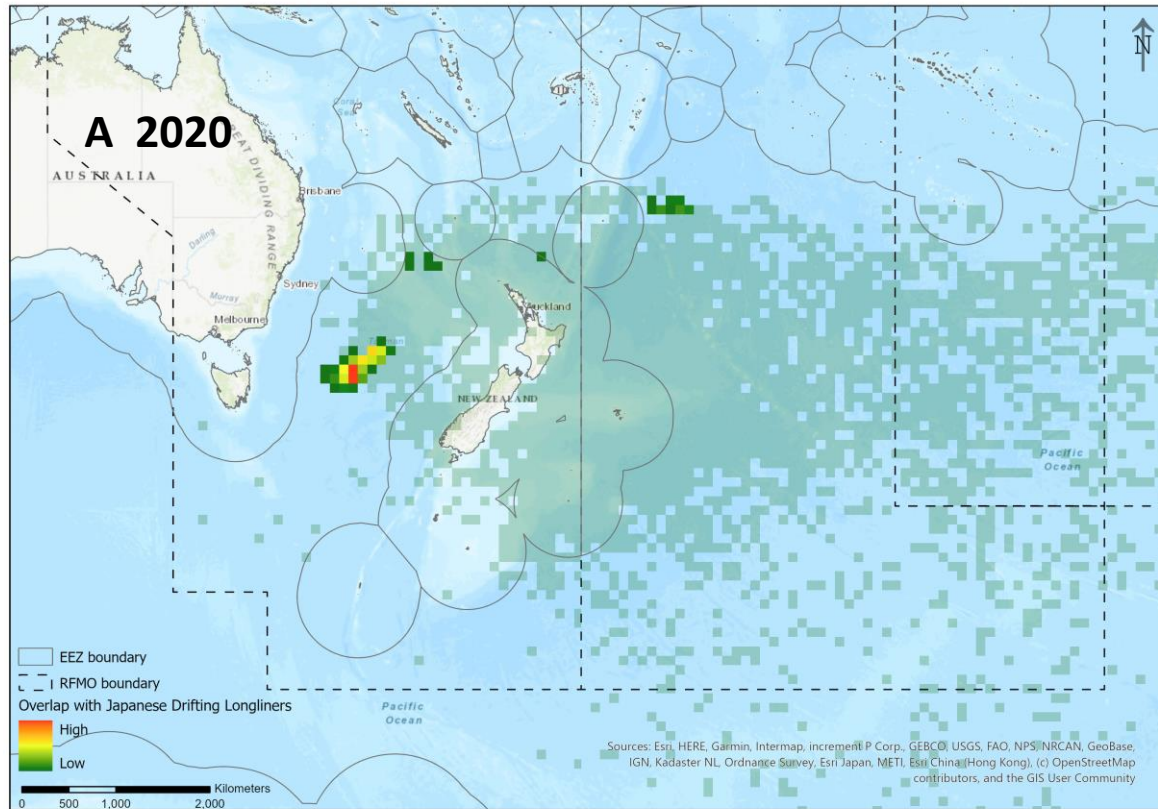 N
A 2020
AUSTRALIA
GREAT DIVIDING RANGE
Coral
Sea
Brisbane
Darling
Sydney
Murray
Melbourne
Auckland
NEW ZEALAND
Pacific
Ocean
EEZ boundary
RFMO boundary
Overlap with Japanese Drifting Longliners
High
Low
Pacific
Ocean
Sources: Esri, HERE, Garmin, Intermap, increment P Corp., GEBCO, USGS, FAO, NPS, NRCAN, GeoBase,
IGN, Kadaster NL, Ordnance Survey, Esri Japan, METI, Esri China (Hong Kong), (c) OpenStreetMap
contributors, and the GIS User Community
Kilometers
0 500 1,000 2,000